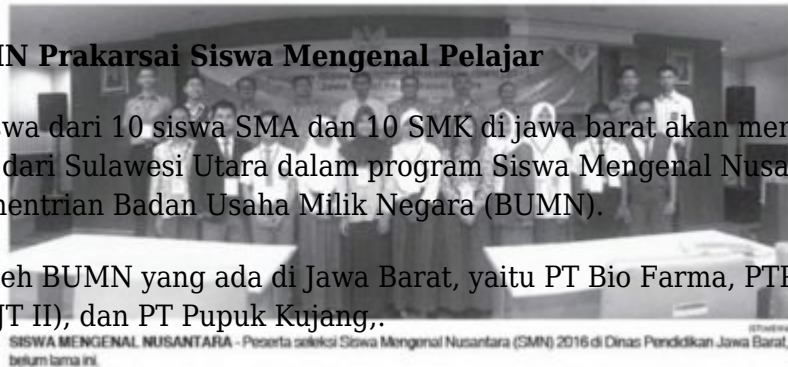 IN Prakarsai Siswa Mengenal Pelajar
swa dari 10 siswa SMA dan 10 SMK di jawa barat akan men
dari Sulawesi Utara dalam program Siswa Mengenal Nusa
mentrian Badan Usaha Milik Negara (BUMN).
eh BUMN yang ada di Jawa Barat, yaitu PT Bio Farma, PTP
JT II), dan PT Pupuk Kujang,.
SISWA MENGENAL NUSANTARA - Peserta seleksi Siswa Mengenal Nusantara (SMN) 2016 di Dinas Pendidikan Jawa Barat,
belum lama ini.